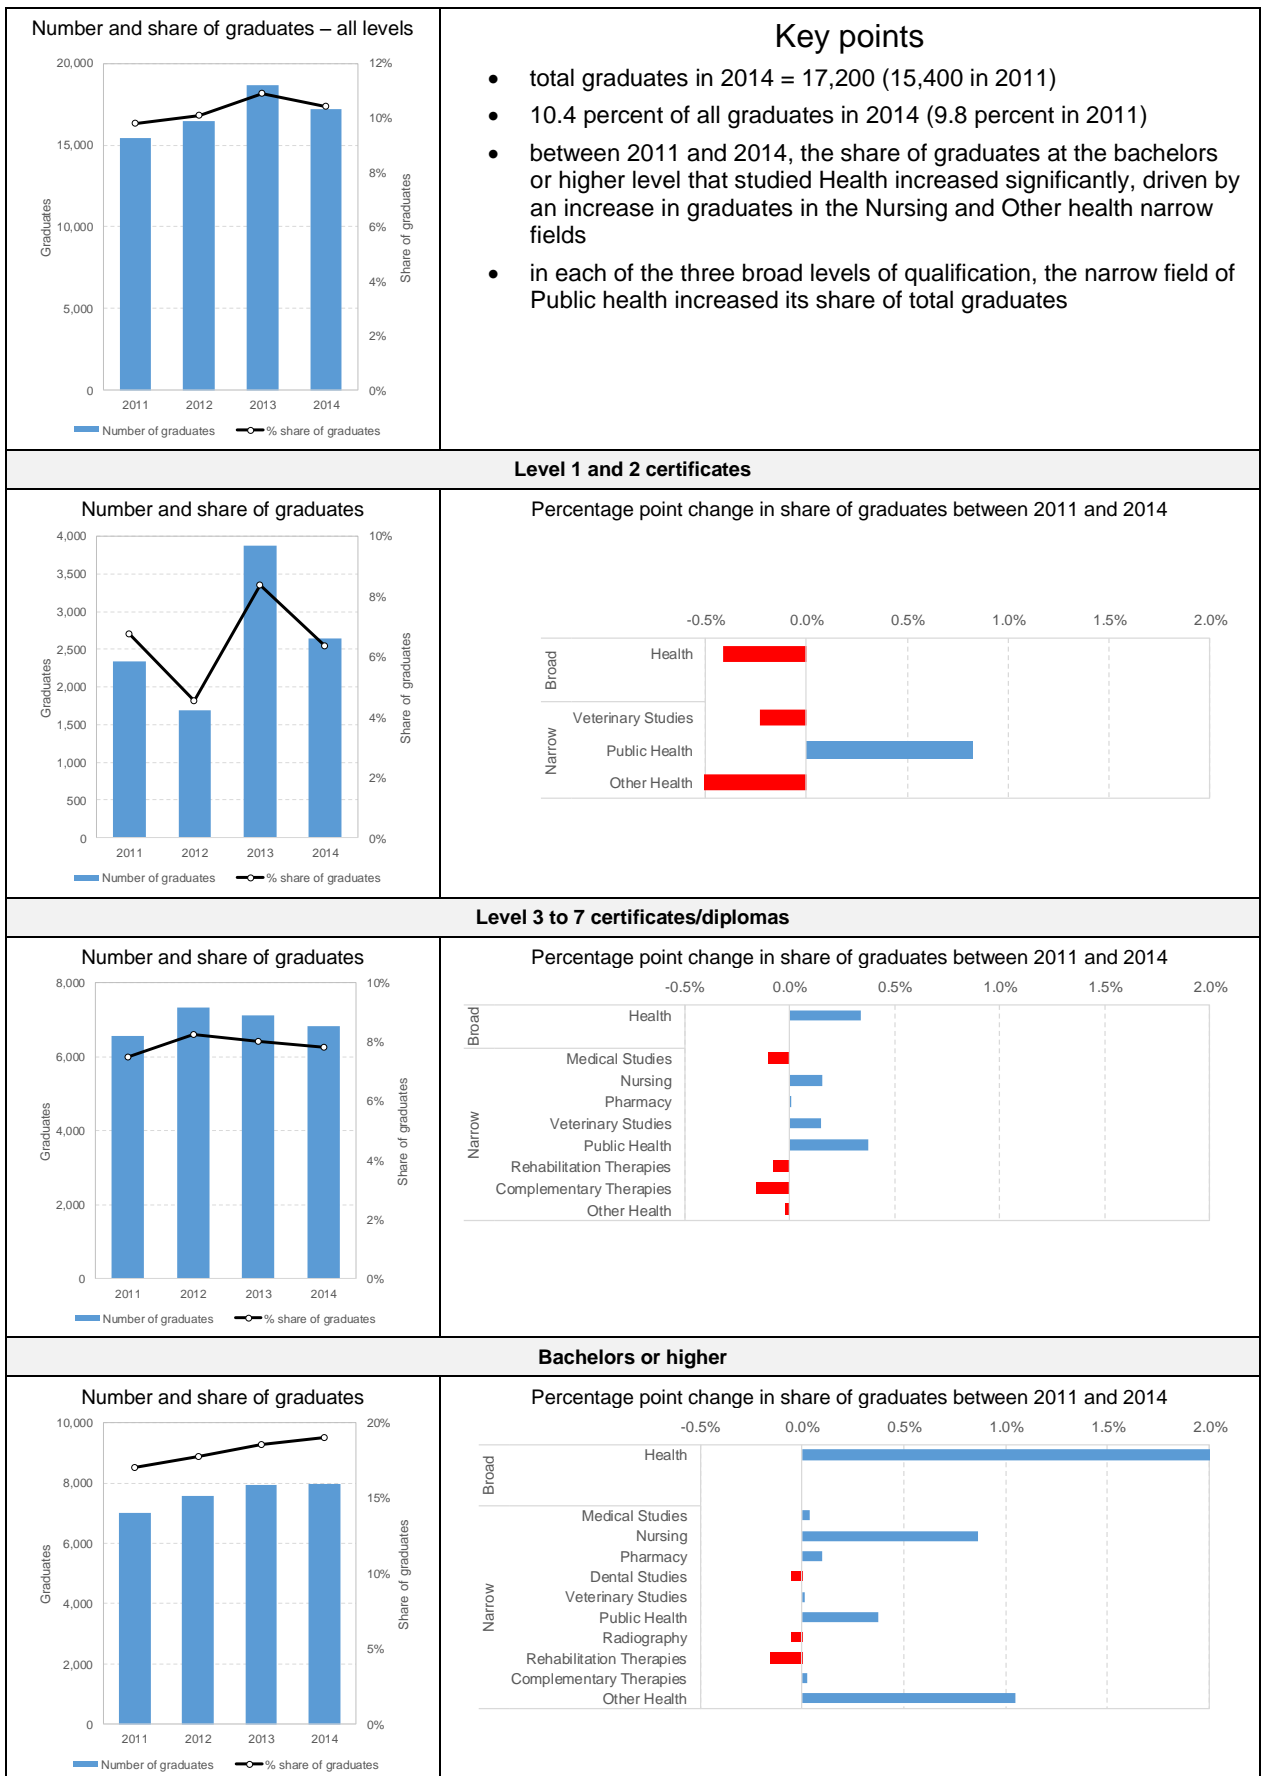 Number and share of graduates – all levels
20,000
15,000
10,000
5,000
0
Graduates
12%
10%
8%
6%
4%
2%
0%
Share of graduates
2011 2012 2013 2014
Number of graduates % share of graduates
Key points
• total graduates in 2014 = 17,200 (15,400 in 2011)
• 10.4 percent of all graduates in 2014 (9.8 percent in 2011)
• between 2011 and 2014, the share of graduates at the bachelors
or higher level that studied Health increased significantly, driven by
an increase in graduates in the Nursing and Other health narrow
fields
• in each of the three broad levels of qualification, the narrow field of
Public health increased its share of total graduates
Level 1 and 2 certificates
Number and share of graduates
4,000
3,500
3,000
2,500
2,000
1,500
1,000
500
0
Graduates
10%
8%
6%
4%
2%
0%
Share of graduates
2011 2012 2013 2014
Number of graduates % share of graduates
Percentage point change in share of graduates between 2011 and 2014
-0.5% 0.0% 0.5% 1.0% 1.5% 2.0%
Broad
Health
Narrow
Veterinary Studies
Public Health
Other Health
Level 3 to 7 certificates/diplomas
Number and share of graduates
8,000
6,000
4,000
2,000
0
Graduates
10%
8%
6%
4%
2%
0%
Share of graduates
2011 2012 2013 2014
Number of graduates % share of graduates
Percentage point change in share of graduates between 2011 and 2014
-0.5% 0.0% 0.5% 1.0% 1.5% 2.0%
Broad
Health
Narrow
Medical Studies
Nursing
Pharmacy
Veterinary Studies
Public Health
Rehabilitation Therapies
Complementary Therapies
Other Health
Bachelors or higher
Number and share of graduates
10,000
8,000
6,000
4,000
2,000
0
Graduates
20%
15%
10%
5%
0%
Share of graduates
2011 2012 2013 2014
Number of graduates % share of graduates
Percentage point change in share of graduates between 2011 and 2014
-0.5% 0.0% 0.5% 1.0% 1.5% 2.0%
Broad
Health
Narrow
Medical Studies
Nursing
Pharmacy
Dental Studies
Veterinary Studies
Public Health
Radiography
Rehabilitation Therapies
Complementary Therapies
Other Health